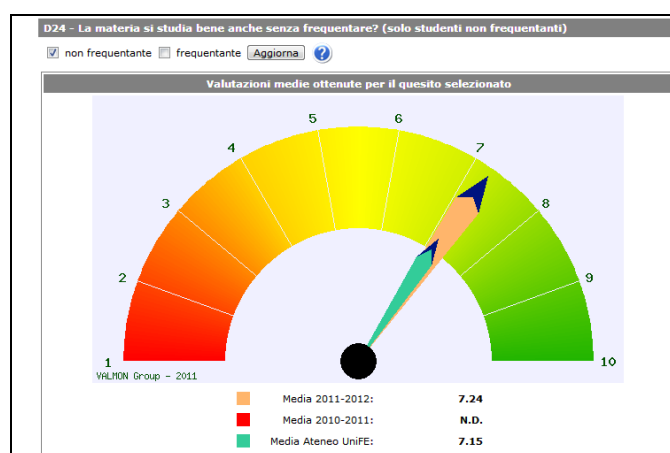 D24 - La materia si studia bene anche senza frequentare? (solo studenti non frequentanti)
non frequentante frequentante Aggiorna ?
Valutazioni medie ottenute per il quesito selezionato
1 2 3 4 5 6 7 8 9 10
VALMON Group - 2011
Media 2011-2012: 7.24
Media 2010-2011: N.D.
Media Ateneo UniFE: 7.15